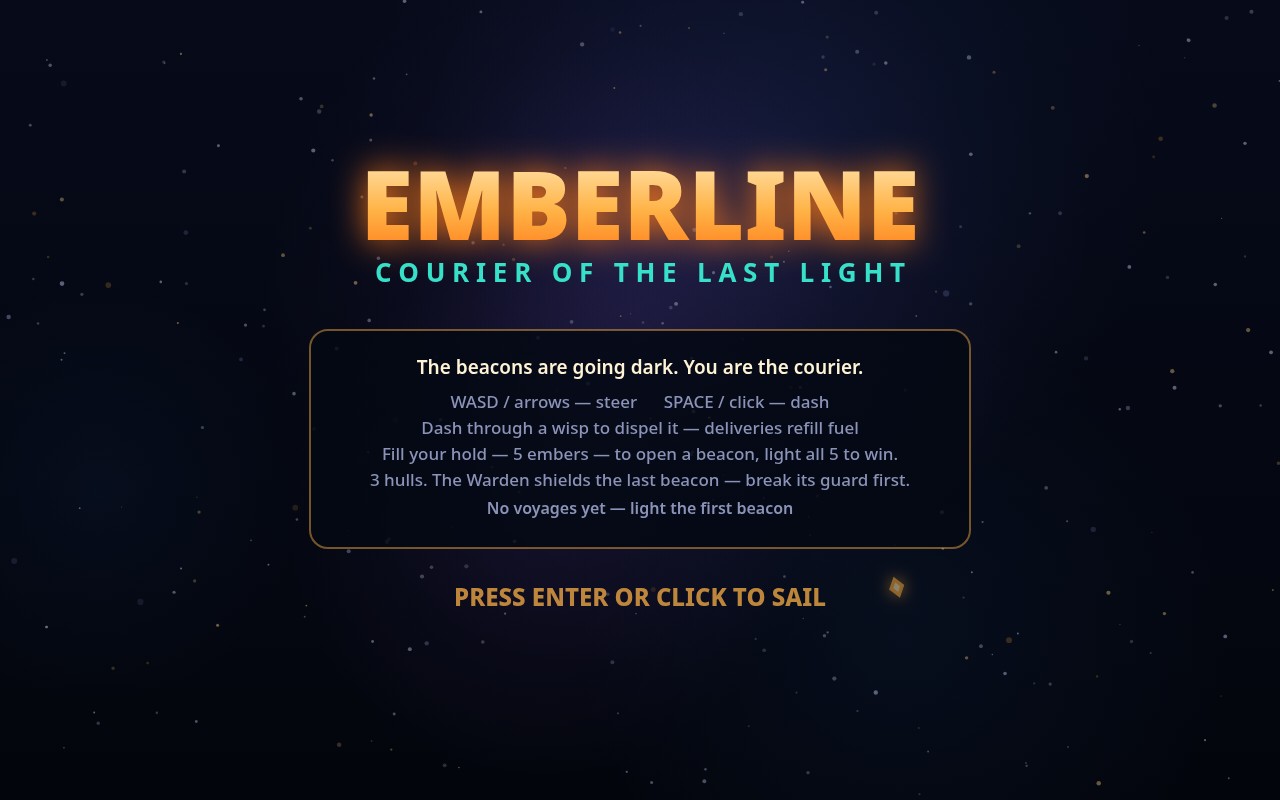 EMBERLINE
COURIER OF THE LAST LIGHT
The beacons are going dark. You are the courier.
WASD / arrows — steer SPACE / click — dash
Dash through a wisp to dispel it — deliveries refill fuel
Fill your hold — 5 embers — to open a beacon, light all 5 to win.
3 hulls. The Warden shields the last beacon — break its guard first.
No voyages yet — light the first beacon
PRESS ENTER OR CLICK TO SAIL